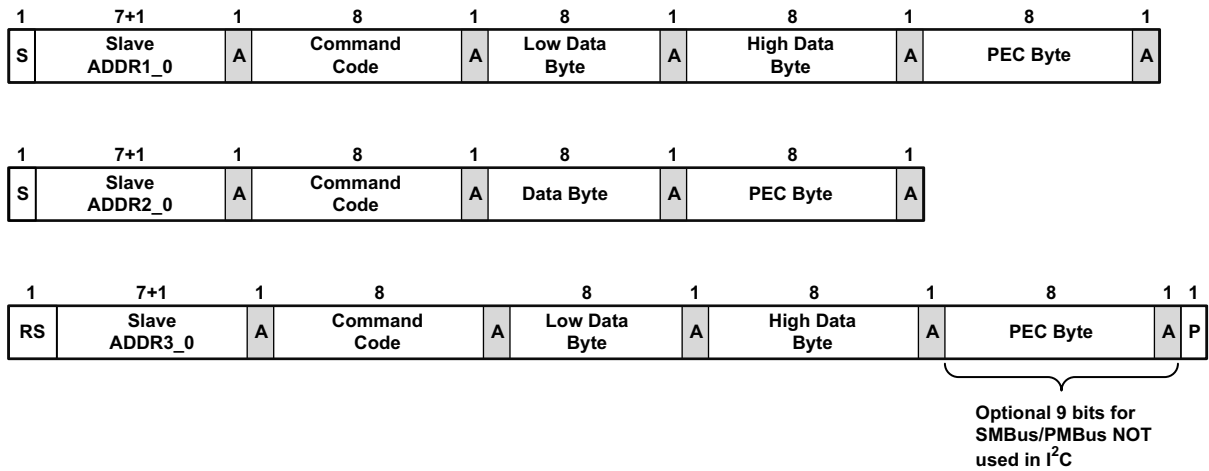 1 7+1 1 8 1 8 1 8 1 8 1
S Slave A Command A Low Data A High Data A PEC Byte A
ADDR1_0 Code Byte Byte
1 7+1 1 8 1 8 1 8 1
S Slave A Command A Data Byte A PEC Byte A
ADDR2_0 Code
1 7+1 1 8 8 1 8 1 8 1 1
RS Slave A Command A Low Data A High Data A PEC Byte A P
ADDR3_0 Code Byte Byte
Optional 9 bits for
SMBus/PMBus NOT
used in I²C